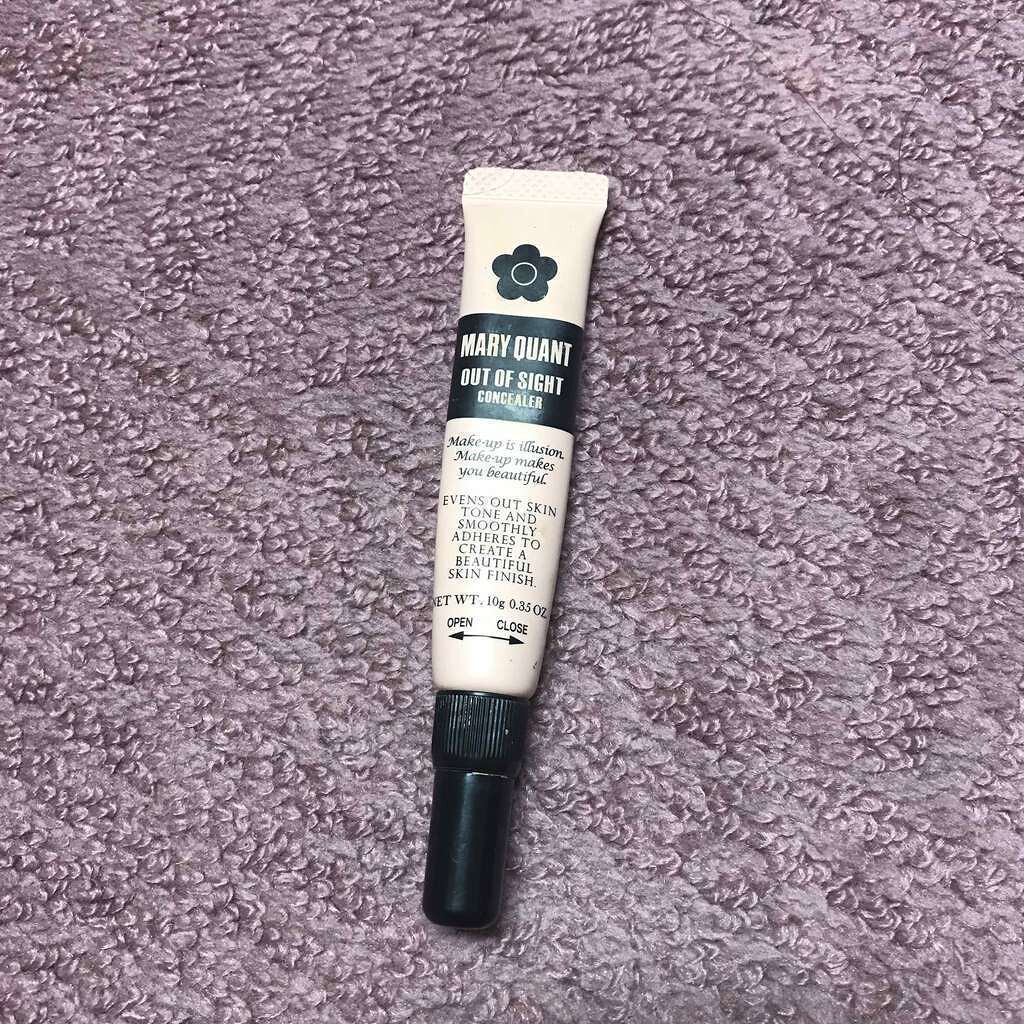 MARY QUANT
OUT OF SIGHT
CONCEALER
Make-up is illusion.
Make-up makes
you beautiful.
EVENS OUT SKIN
TONE AND
SMOOTHLY
ADHERES TO
CREATE A
BEAUTIFUL
SKIN FINISH.
NET WT. 10g 0.35 OZ.
OPEN CLOSE